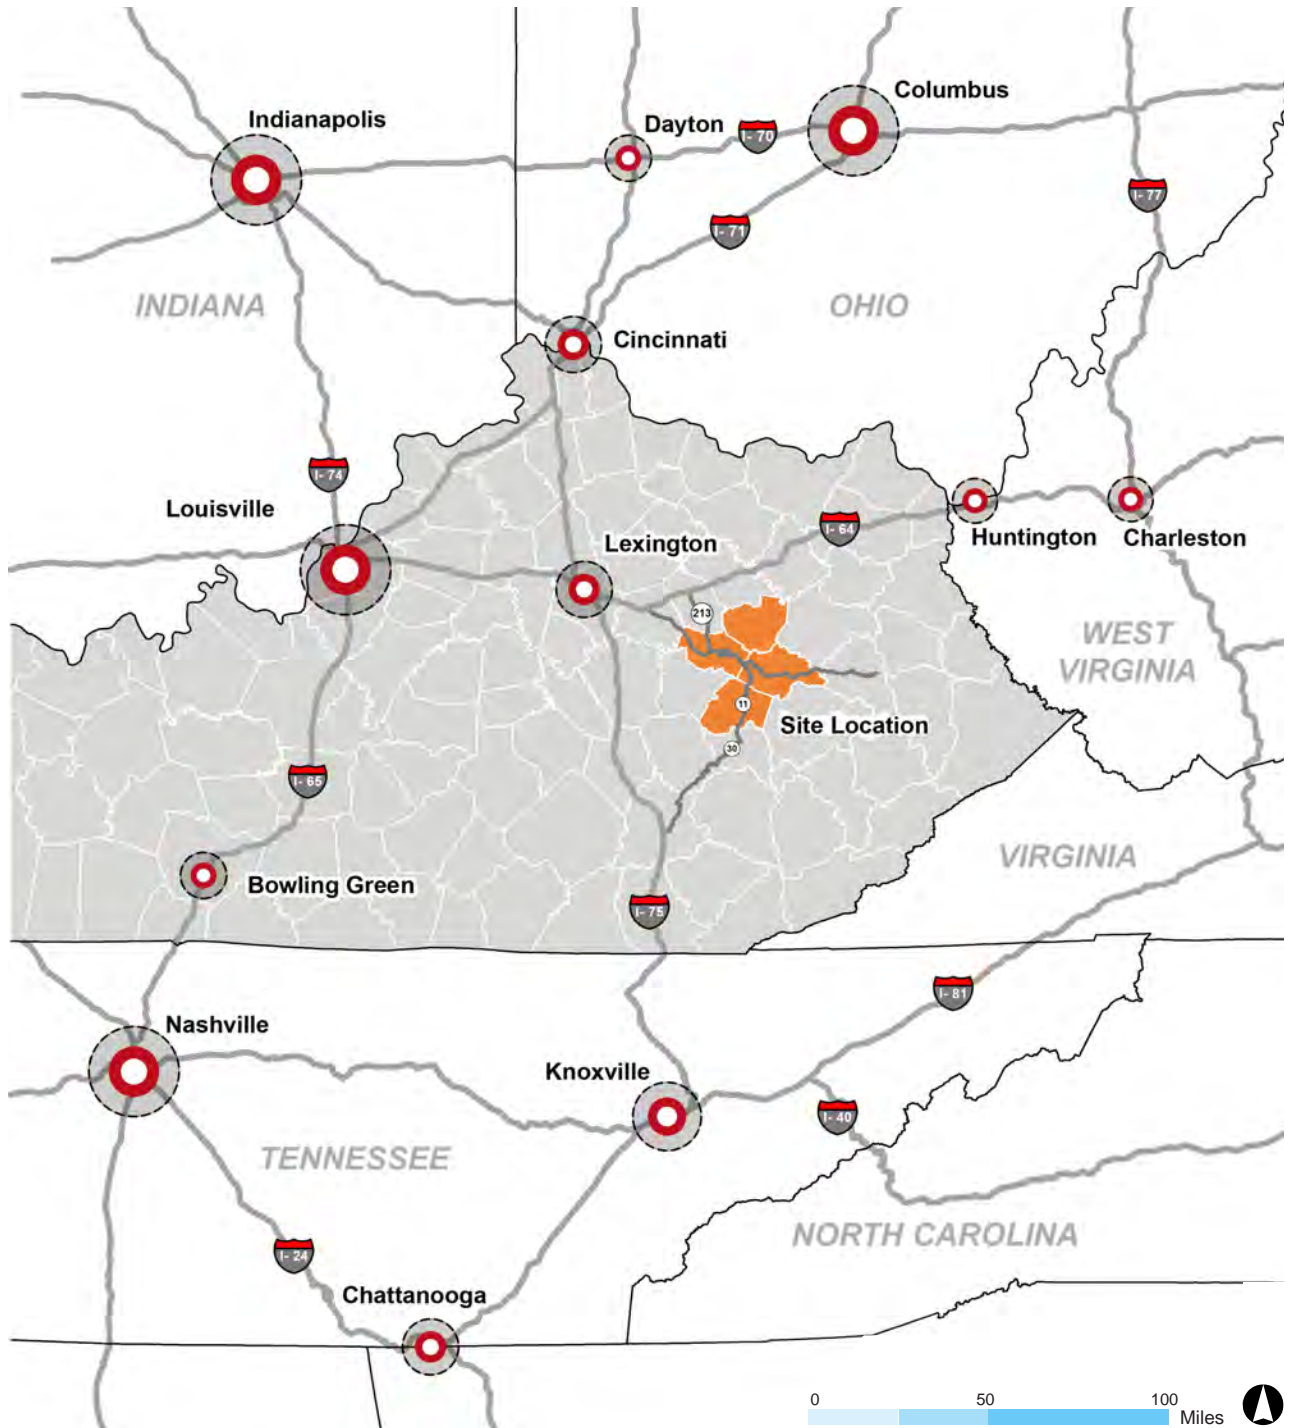 Columbus
Indianapolis
Dayton
I- 70
I- 77
I- 71
INDIANA
OHIO
Cincinnati
I- 74
Louisville
I- 64
Huntington
Charleston
Lexington
213
WEST
VIRGINIA
11
Site Location
30
I- 65
VIRGINIA
Bowling Green
I- 75
I- 81
Nashville
Knoxville
I- 40
TENNESSEE
NORTH CAROLINA
I- 24
Chattanooga
0 50 100
Miles